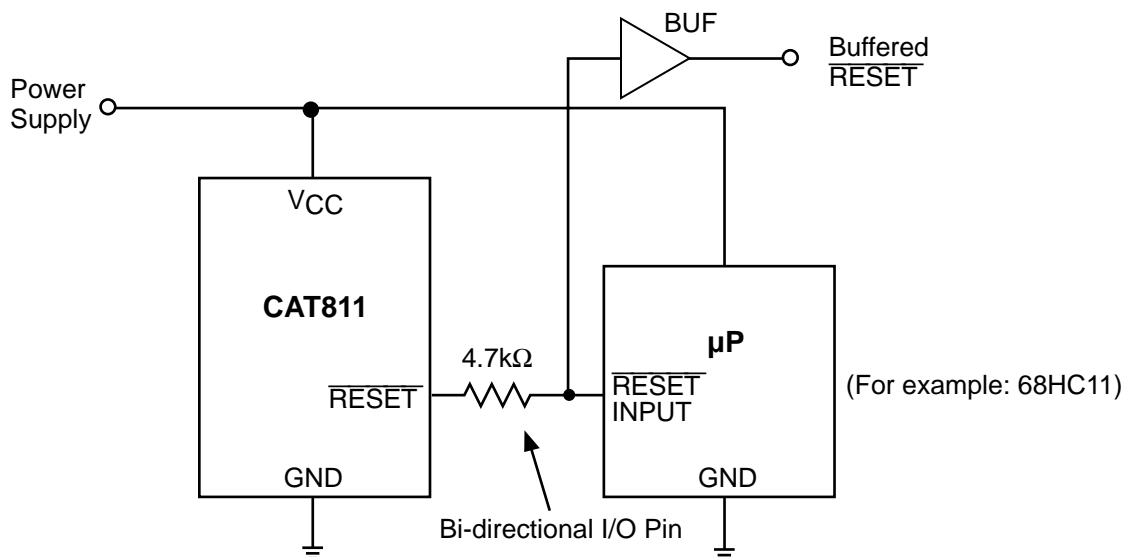 BUF
Buffered
RESET
Power
Supply
VCC
CAT811
µP
4.7kΩ
RESET
RESET
INPUT
(For example: 68HC11)
GND
GND
Bi-directional I/O Pin